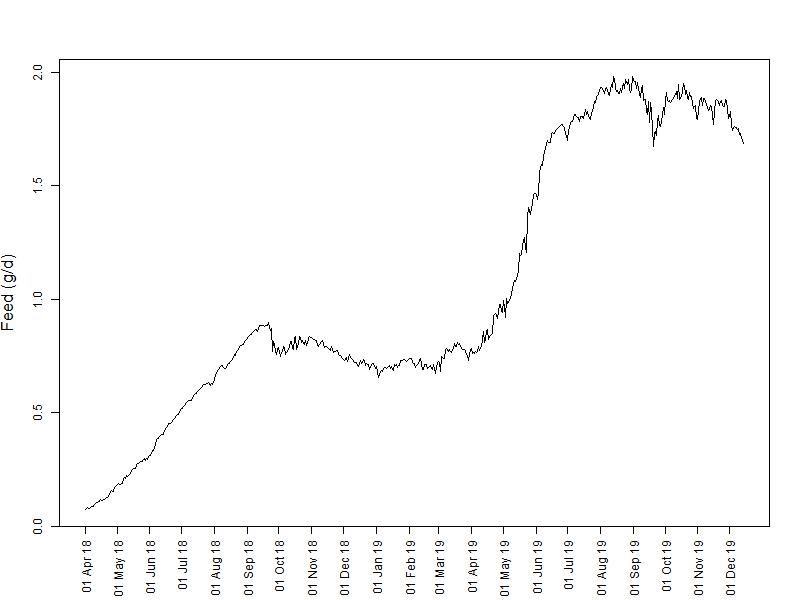 Feed (g/d)
2.0
1.5
1.0
0.5
0.0
01 Apr 18
01 May 18
01 Jun 18
01 Jul 18
01 Aug 18
01 Sep 18
01 Oct 18
01 Nov 18
01 Dec 18
01 Jan 19
01 Feb 19
01 Mar 19
01 Apr 19
01 May 19
01 Jun 19
01 Jul 19
01 Aug 19
01 Sep 19
01 Oct 19
01 Nov 19
01 Dec 19